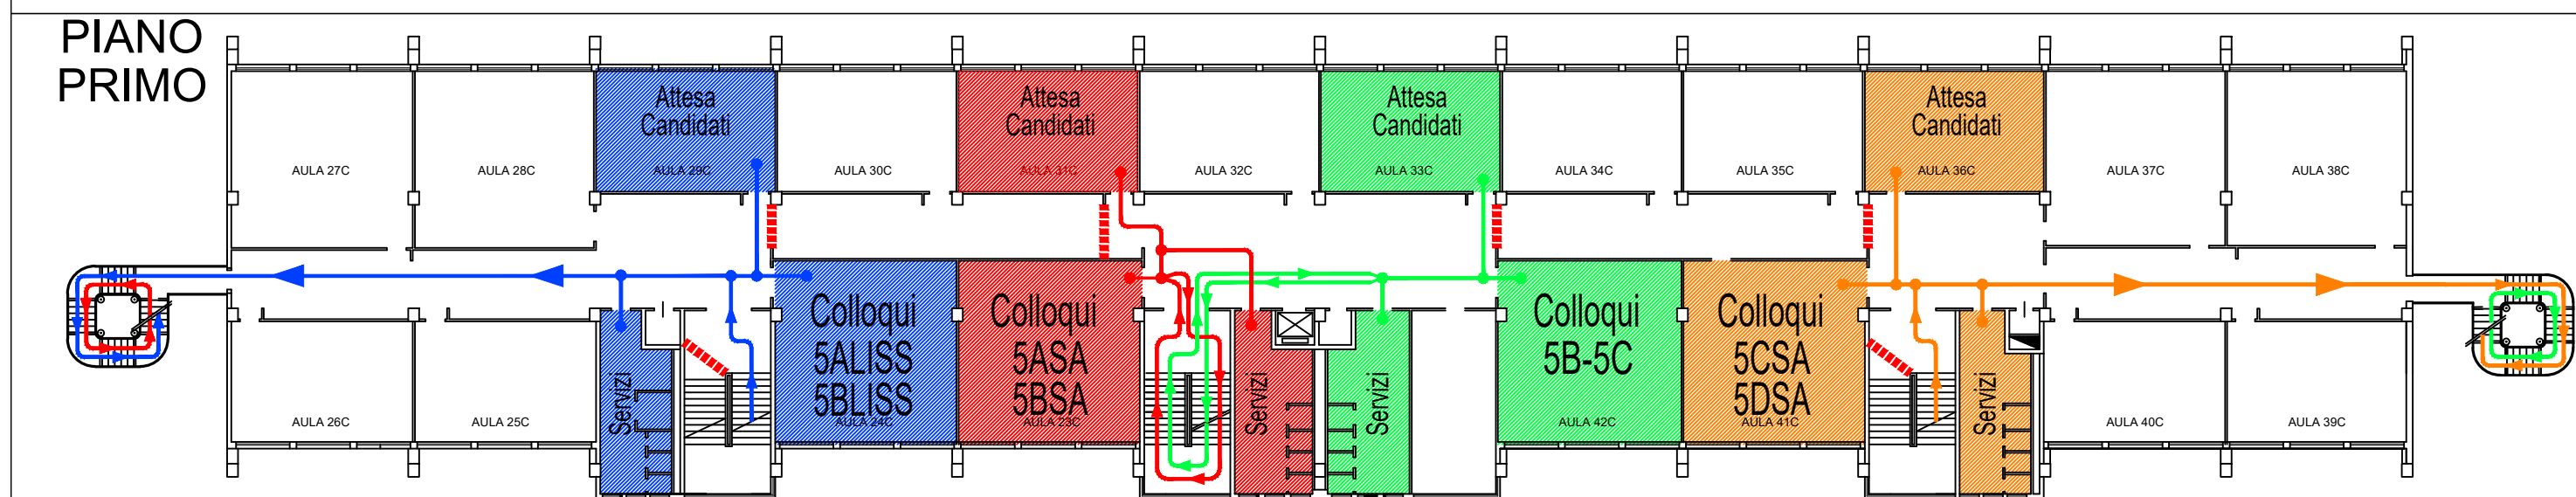 PIANO
PRIMO
AULA 27C
AULA 28C
Attesa
Candidati
AULA 29C
AULA 30C
Attesa
Candidati
AULA 31C
AULA 32C
Attesa
Candidati
AULA 33C
AULA 34C
AULA 35C
Attesa
Candidati
AULA 36C
AULA 37C
AULA 38C
AULA 26C
AULA 25C
Servizi
Colloqui
5ALISS
5BLISS
AULA 24C
Colloqui
5ASA
5BSA
AULA 23C
Servizi
Servizi
Colloqui
5B-5C
AULA 42C
Colloqui
5CSA
5DSA
AULA 41C
Servizi
AULA 40C
AULA 39C